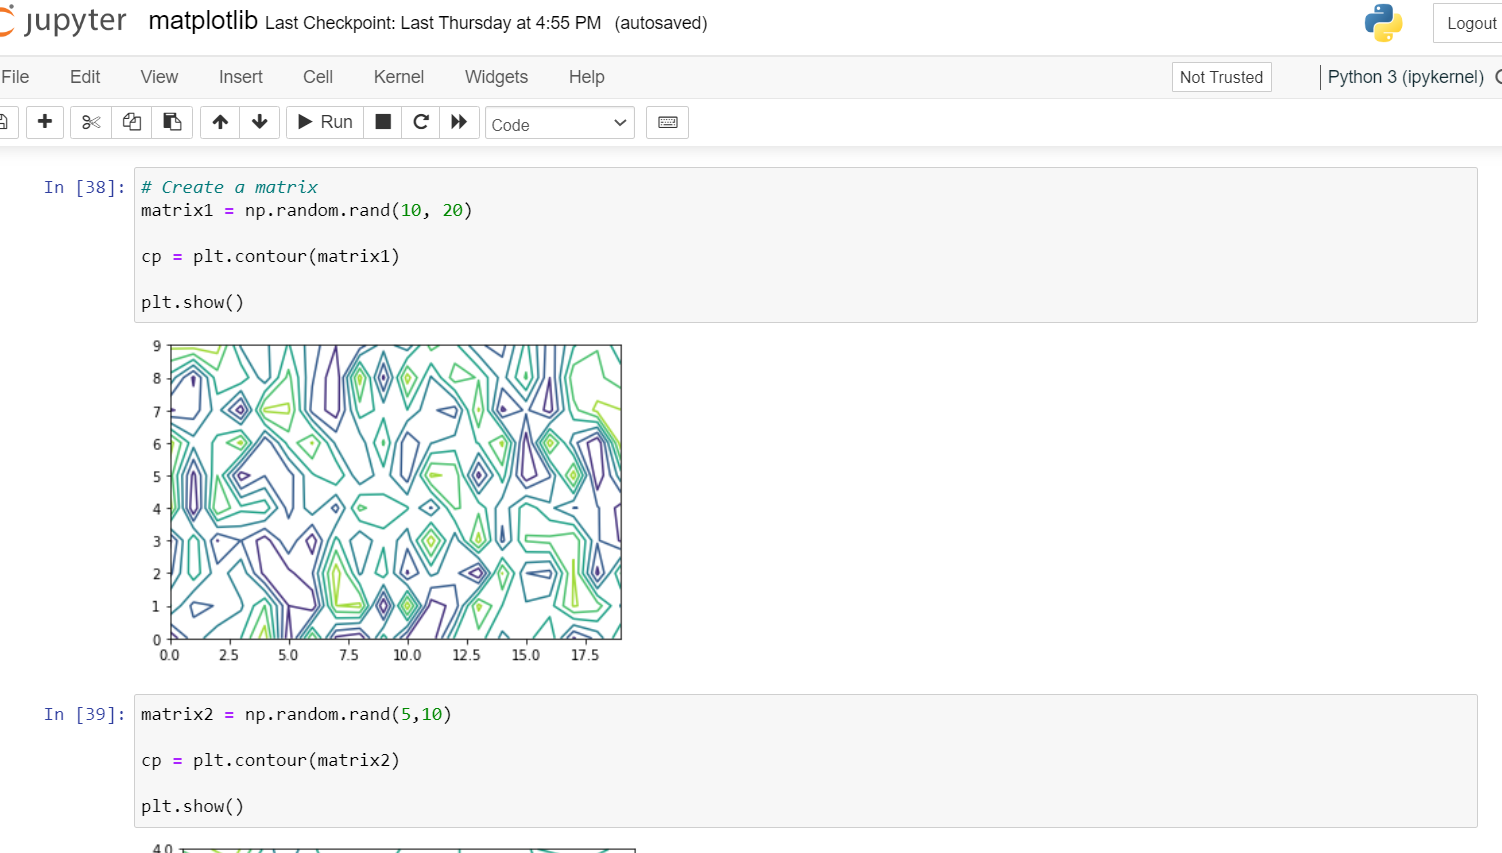 jupyter matplotlib Last Checkpoint: Last Thursday at 4:55 PM (autosaved) Logout
File Edit View Insert Cell Kernel Widgets Help Not Trusted Python 3 (ipykernel)
Run Code
In [38]: # Create a matrix
matrix1 = np.random.rand(10, 20)
cp = plt.contour(matrix1)
plt.show()
9
8
7
6
5
4
3
2
1
0
0.0 2.5 5.0 7.5 10.0 12.5 15.0 17.5
In [39]: matrix2 = np.random.rand(5,10)
cp = plt.contour(matrix2)
plt.show()
4.0